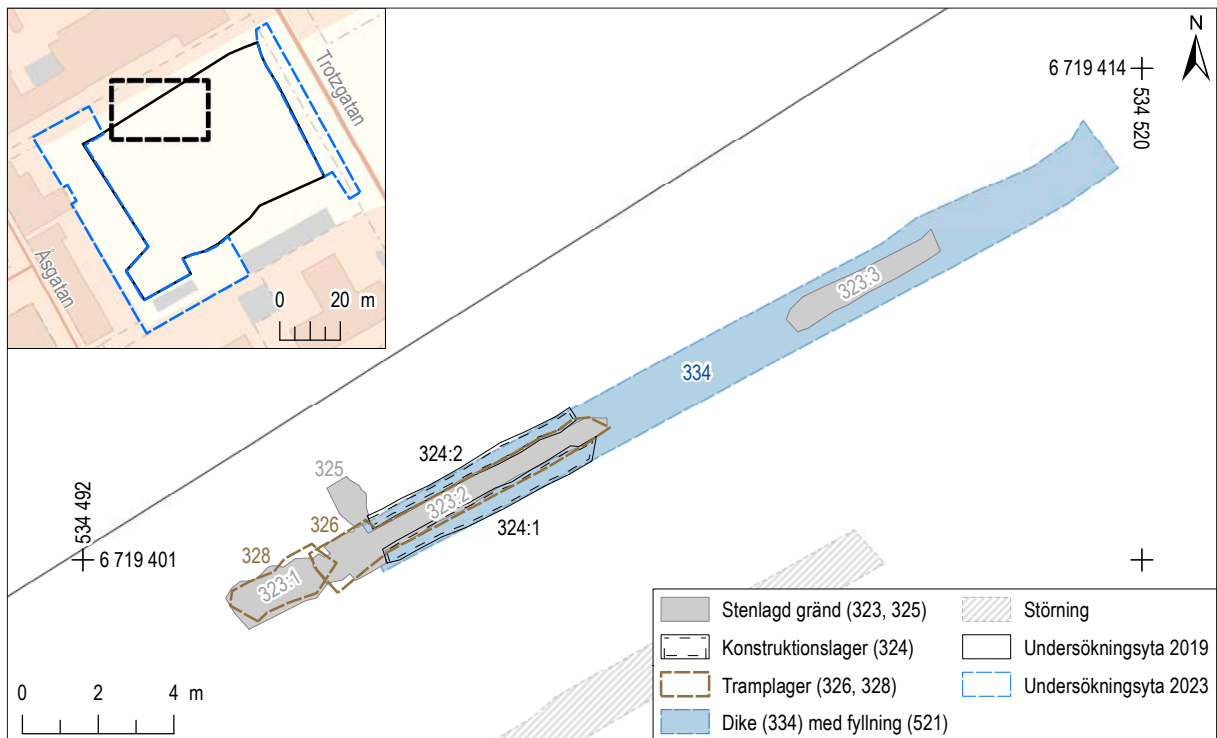 Trotzgatan
Åsgatan
0 20 m
N
6 719 414
534 520
323:3
334
324:2
325
323:2
326
324:1
534 492
6 719 401
328
323:1
0 2 4 m
Stenlagd gränd (323, 325)
Konstruktionslager (324)
Tramplager (326, 328)
Dike (334) med fyllning (521)
Störning
Undersökningsyta 2019
Undersökningsyta 2023